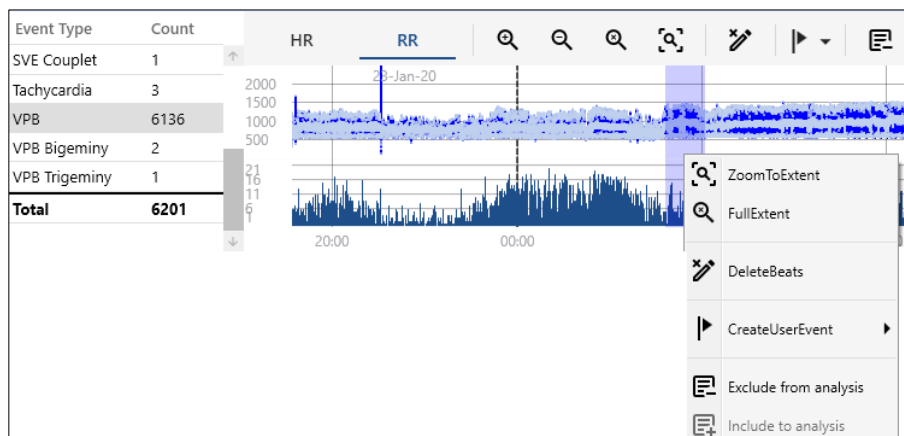 Event Type Count
SVE Couplet 1
Tachycardia 3
VPB 6136
VPB Bigeminy 2
VPB Trigeminy 1
Total 6201
HR RR
23-Jan-20
2000
1500
1000
500
21
16
11
6
1
20:00 00:00
ZoomToExtent
FullExtent
DeleteBeats
CreateUserEvent
Exclude from analysis
Include to analysis